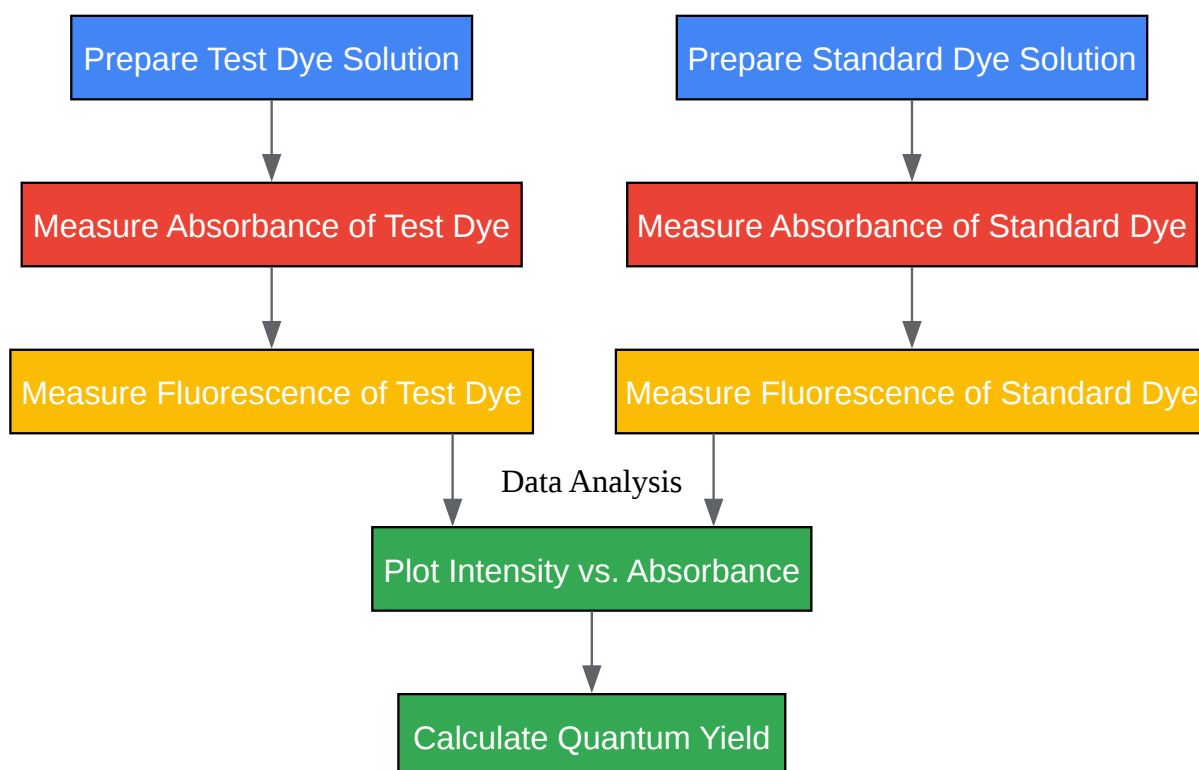 Prepare Test Dye Solution
Prepare Standard Dye Solution
Measure Absorbance of Test Dye
Measure Absorbance of Standard Dye
Measure Fluorescence of Test Dye
Measure Fluorescence of Standard Dye
Data Analysis
Plot Intensity vs. Absorbance
Calculate Quantum Yield